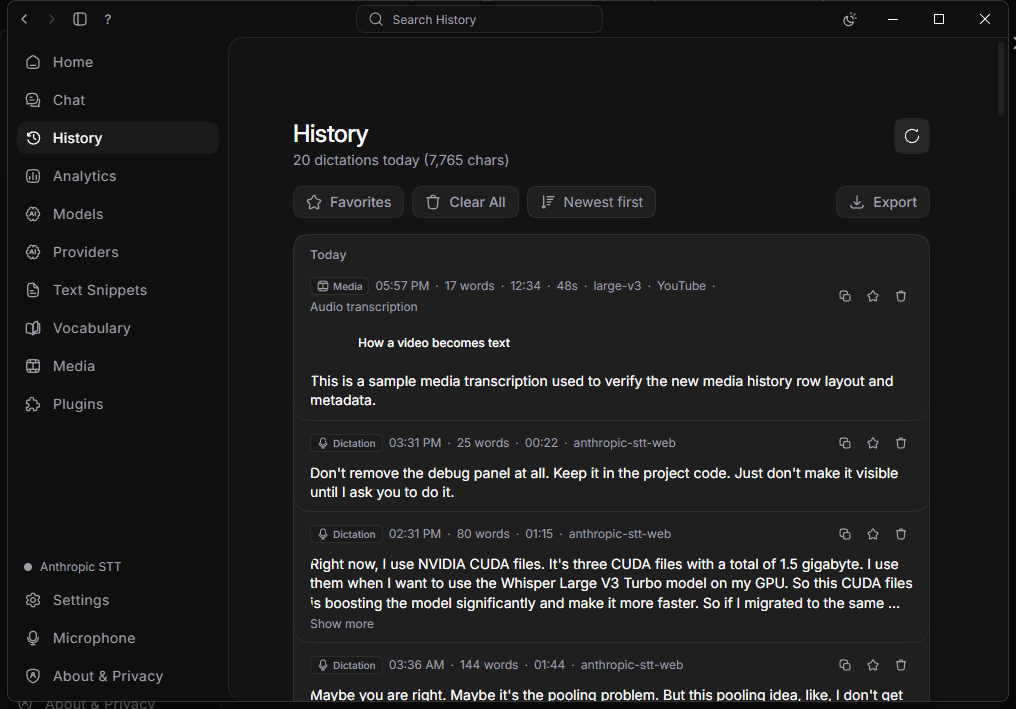 ?
Search History
Home
Chat
History
Analytics
Models
Providers
Text Snippets
Vocabulary
Media
Plugins
Anthropic STT
Settings
Microphone
About & Privacy
About & Privacy
History
20 dictations today (7,765 chars)
Favorites
Clear All
Newest first
Export
Today
Media 05:57 PM · 17 words · 12:34 · 48s · large-v3 · YouTube ·
Audio transcription
How a video becomes text
This is a sample media transcription used to verify the new media history row layout and
metadata.
Dictation 03:31 PM · 25 words · 00:22 · anthropic-stt-web
Don't remove the debug panel at all. Keep it in the project code. Just don't make it visible
until I ask you to do it.
Dictation 02:31 PM · 80 words · 01:15 · anthropic-stt-web
Right now, I use NVIDIA CUDA files. It's three CUDA files with a total of 1.5 gigabyte. I use
them when I want to use the Whisper Large V3 Turbo model on my GPU. So this CUDA files
is boosting the model significantly and make it more faster. So if I migrated to the same ...
Show more
Dictation 03:36 AM · 144 words · 01:44 · anthropic-stt-web
Maybe you are right. Maybe it's the pooling problem. But this pooling idea, like, I don't get